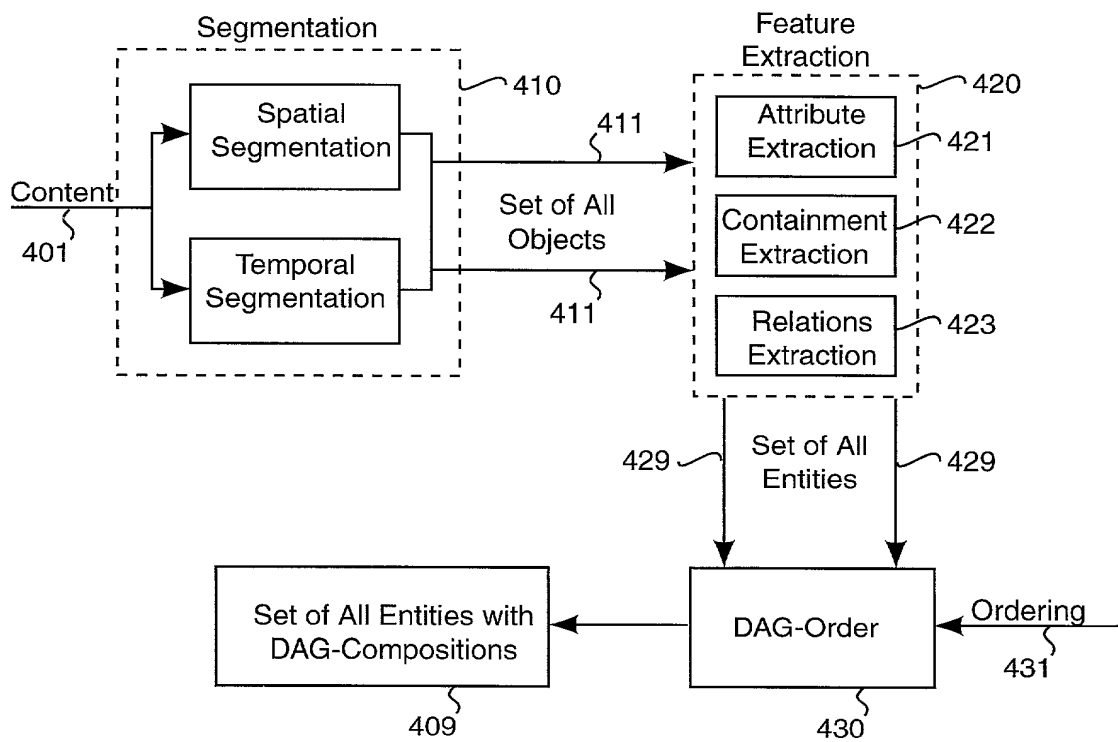 Segmentation
Feature
Extraction
410
420
Spatial
Segmentation
Attribute
Extraction
421
411
Content
401
Set of All
Objects
Containment
Extraction
422
Temporal
Segmentation
411
Relations
Extraction
423
429
Set of All
Entities
429
Set of All Entities with
DAG-Compositions
DAG-Order
Ordering
431
409
430